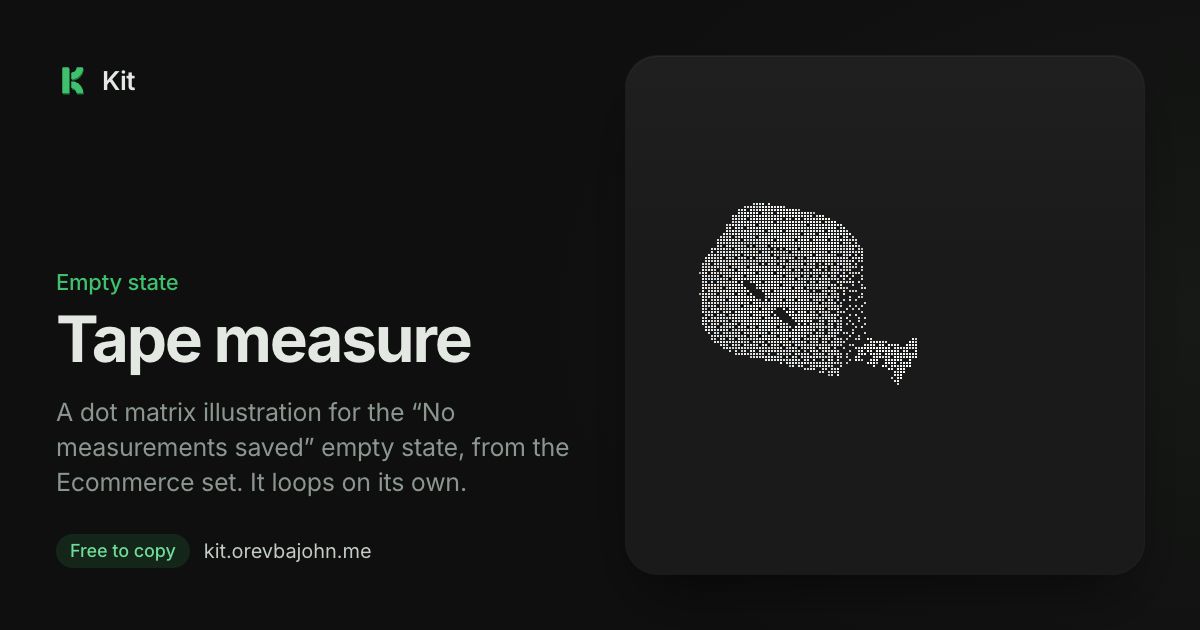 Kit
Empty state
Tape measure
A dot matrix illustration for the “No
measurements saved” empty state, from the
Ecommerce set. It loops on its own.
Free to copy
kit.orevbajohn.me